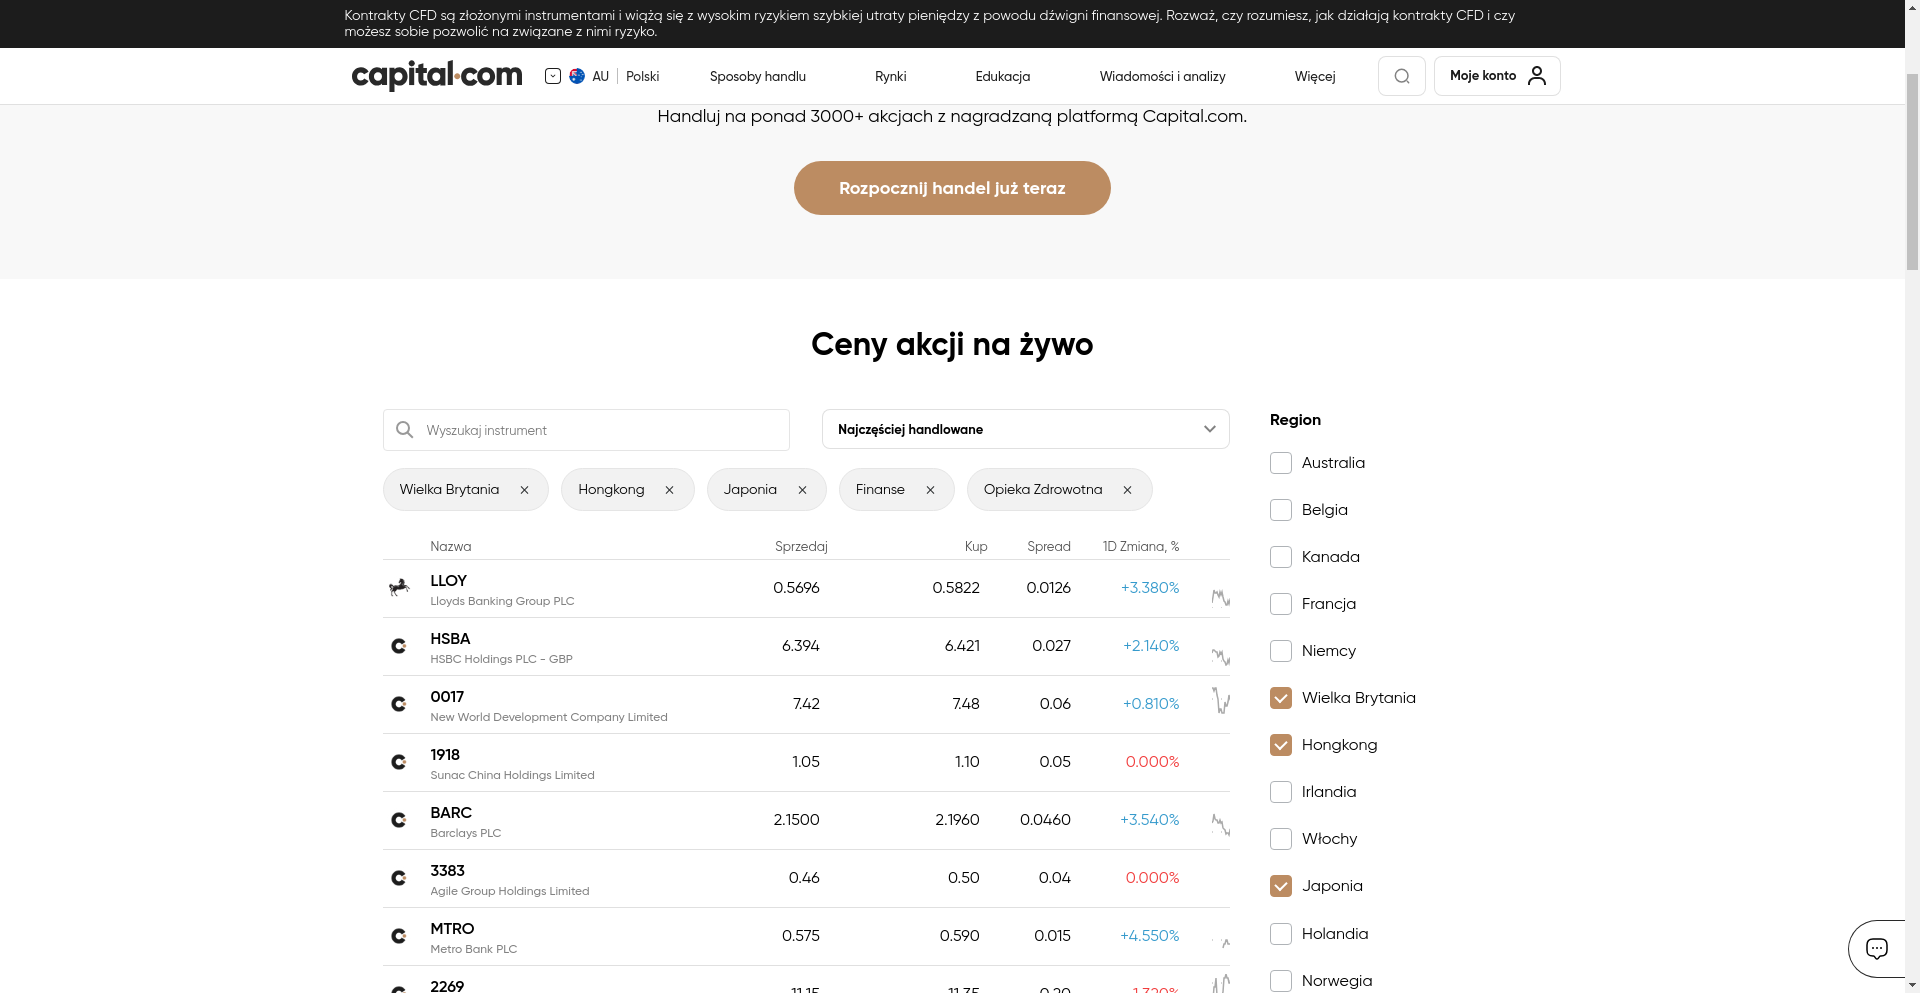 Kontrakty CFD są złożonymi instrumentami i wiążą się z wysokim ryzykiem szybkiej utraty pieniędzy z powodu dźwigni finansowej. Rozważ, czy rozumiesz, jak działają kontrakty CFD i czy
możesz sobie pozwolić na związane z nimi ryzyko.
capital.com AU Polski Sposoby handlu Rynki Edukacja Wiadomości i analizy Więcej Moje konto
Handluj na ponad 3000+ akcjach z nagradzaną platformą Capital.com.
Rozpocznij handel już teraz
Ceny akcji na żywo
Wyszukaj instrument
Najczęściej handlowane
Wielka Brytania × Hongkong × Japonia × Finanse × Opieka Zdrowotna ×
Nazwa Sprzedaj Kup Spread 1D Zmiana, %
LLOY 0.5696 0.5822 0.0126 +3.380%
Lloyds Banking Group PLC
HSBA 6.394 6.421 0.027 +2.140%
HSBC Holdings PLC - GBP
0017 7.42 7.48 0.06 +0.810%
New World Development Company Limited
1918 1.05 1.10 0.05 0.000%
Sunac China Holdings Limited
BARC 2.1500 2.1960 0.0460 +3.540%
Barclays PLC
3383 0.46 0.50 0.04 0.000%
Agile Group Holdings Limited
MTRO 0.575 0.590 0.015 +4.550%
Metro Bank PLC
2269 11.15 11.35 0.20 -1.320%
Region
Australia
Belgia
Kanada
Francja
Niemcy
Wielka Brytania
Hongkong
Irlandia
Włochy
Japonia
Holandia
Norwegia